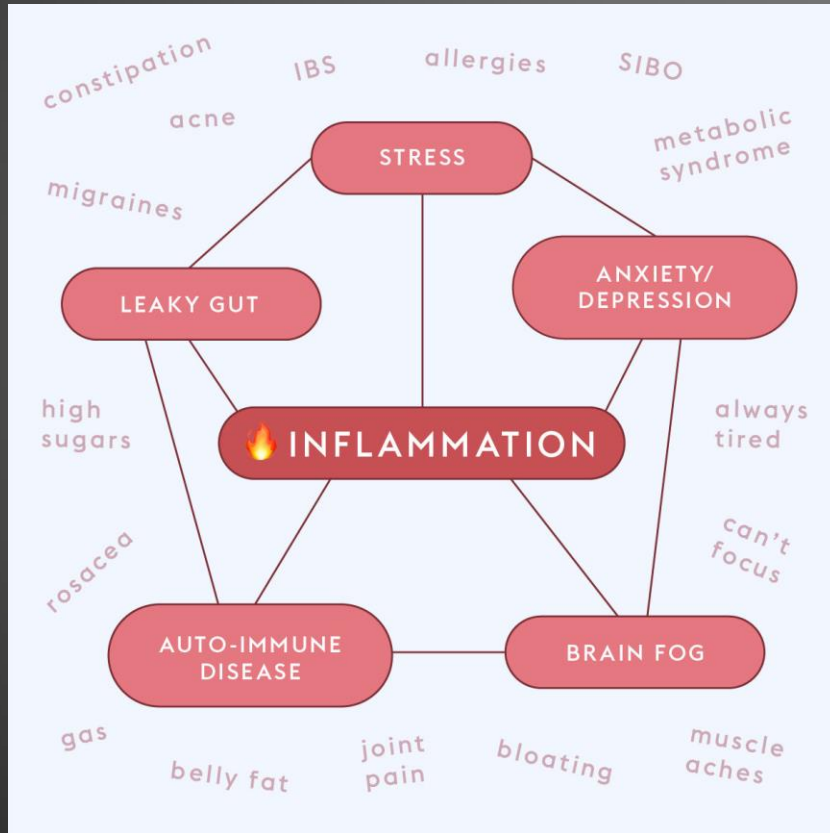 constipation
IBS
allergies
SIBO
acne
metabolic
syndrome
STRESS
migraines
ANXIETY/
DEPRESSION
LEAKY GUT
high
sugars
always
tired
🔥INFLAMMATION
can't
focus
rosacea
AUTO-IMMUNE
DISEASE
BRAIN FOG
gas
belly fat
joint
pain
bloating
muscle
aches